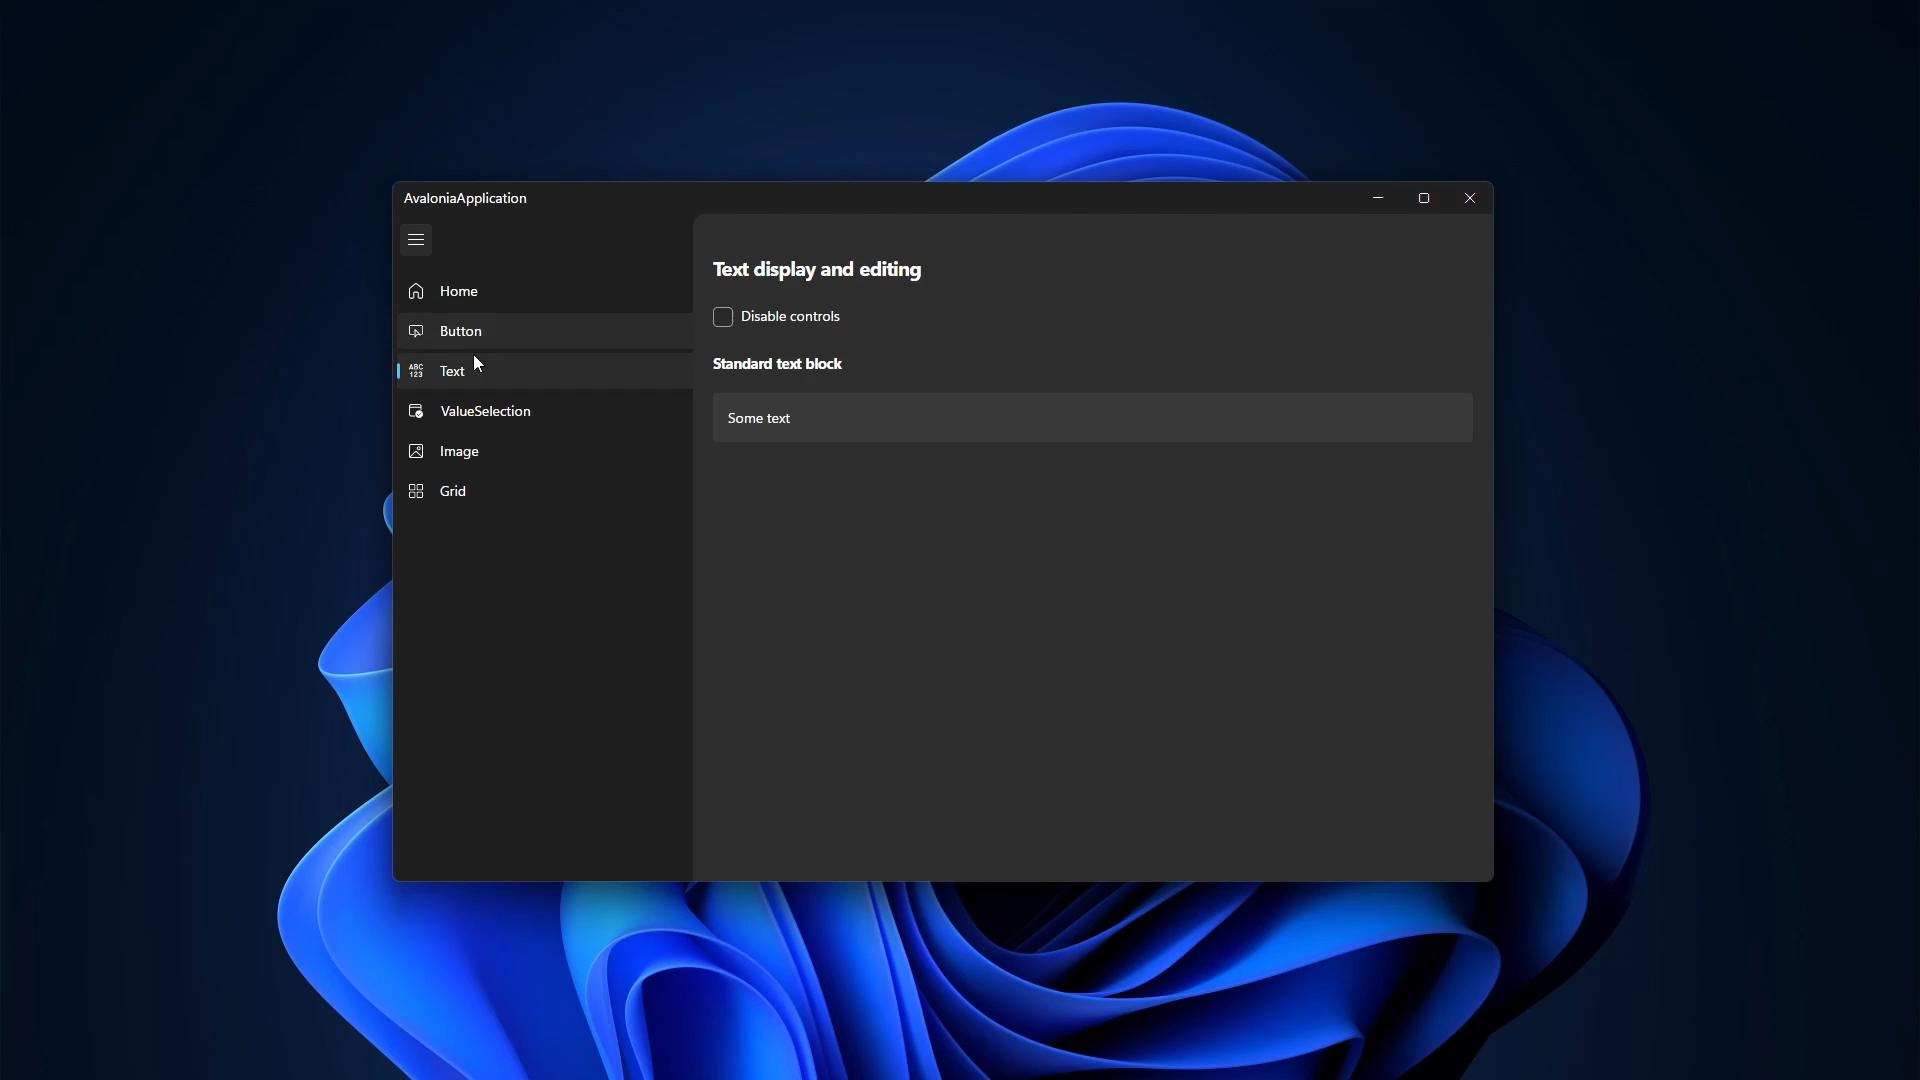 AvaloniaApplication
Home
Button
ABC
123
Text
ValueSelection
Image
Grid
Text display and editing
Disable controls
Standard text block
Some text